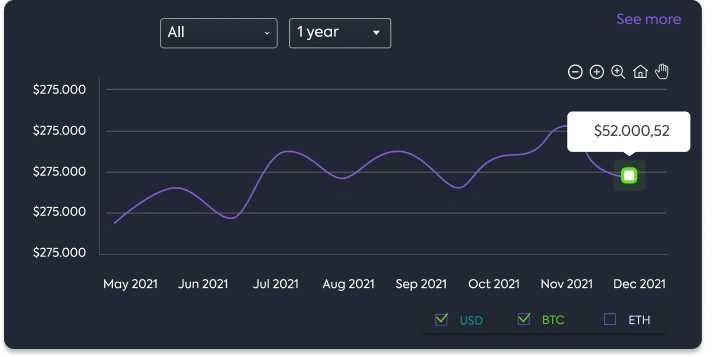 See more
All
1 year
$275.000
$275.000
$52.000,52
$275.000
$275.000
$275.000
May 2021 Jun 2021 Jul 2021 Aug 2021 Sep 2021 Oct 2021 Nov 2021 Dec 2021
USD BTC ETH